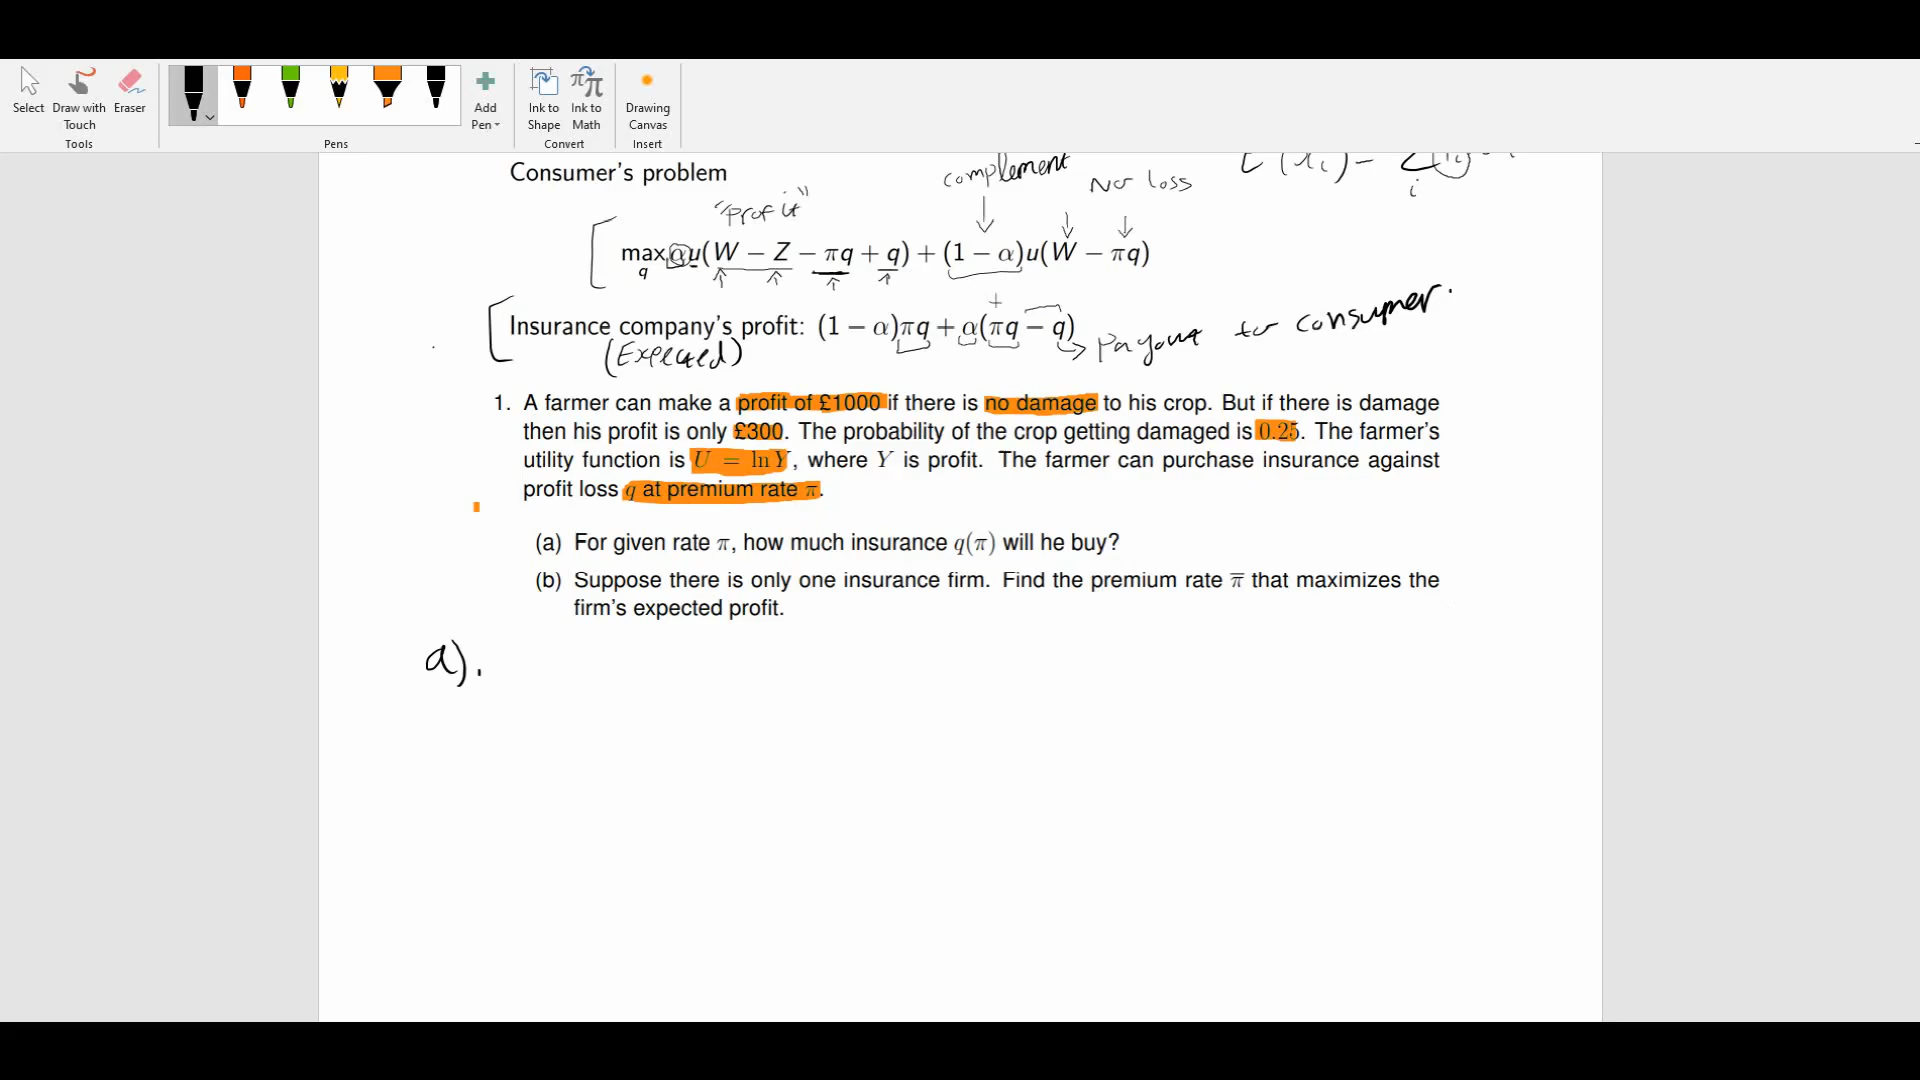 Select
Draw with Touch
Eraser
Add Pen
Ink to Shape
Ink to Math
Drawing Canvas
Tools
Pens
Convert
Insert
Consumer's problem
complement
No loss
i
"Profit"
max_q αu(W − Z − πq + q) + (1 − α)u(W − πq)
+
Insurance company's profit: (1 − α)πq + α(πq − q)
Payout to consumer.
(Expected)
1. A farmer can make a profit of £1000 if there is no damage to his crop. But if there is damage
then his profit is only £300. The probability of the crop getting damaged is 0.25. The farmer's
utility function is U = ln Y, where Y is profit. The farmer can purchase insurance against
profit loss q at premium rate π.
(a) For given rate π, how much insurance q(π) will he buy?
(b) Suppose there is only one insurance firm. Find the premium rate π̅ that maximizes the
firm's expected profit.
a).